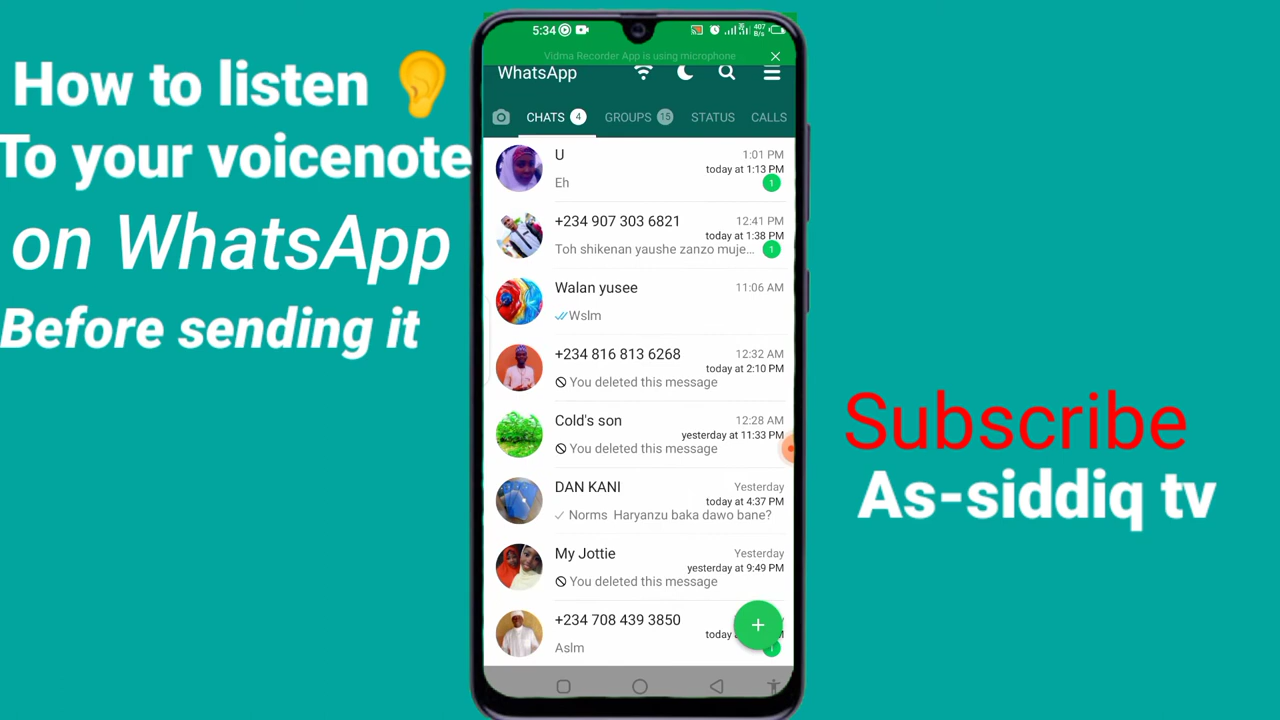 How to listen 👂
To your voicenote
on WhatsApp
Before sending it
5:34
407
B/s
Vidma Recorder App is using microphone
WhatsApp
CHATS 4 GROUPS 15 STATUS CALLS
U 1:01 PM
today at 1:13 PM
Eh 1
+234 907 303 6821 12:41 PM
today at 1:38 PM
Toh shikenan yaushe zanzo muje... 1
Walan yusee 11:06 AM
Wslm
+234 816 813 6268 12:32 AM
today at 2:10 PM
You deleted this message
Cold's son 12:28 AM
yesterday at 11:33 PM
You deleted this message
DAN KANI Yesterday
today at 4:37 PM
Norms Haryanzu baka dawo bane?
My Jottie Yesterday
yesterday at 9:49 PM
You deleted this message
+234 708 439 3850
today
Aslm
Subscribe
As-siddiq tv